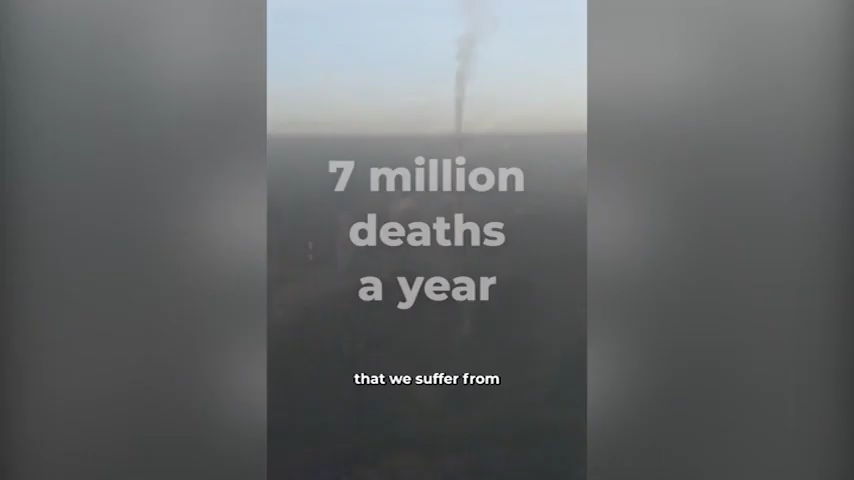 7 million
deaths
a year
that we suffer from